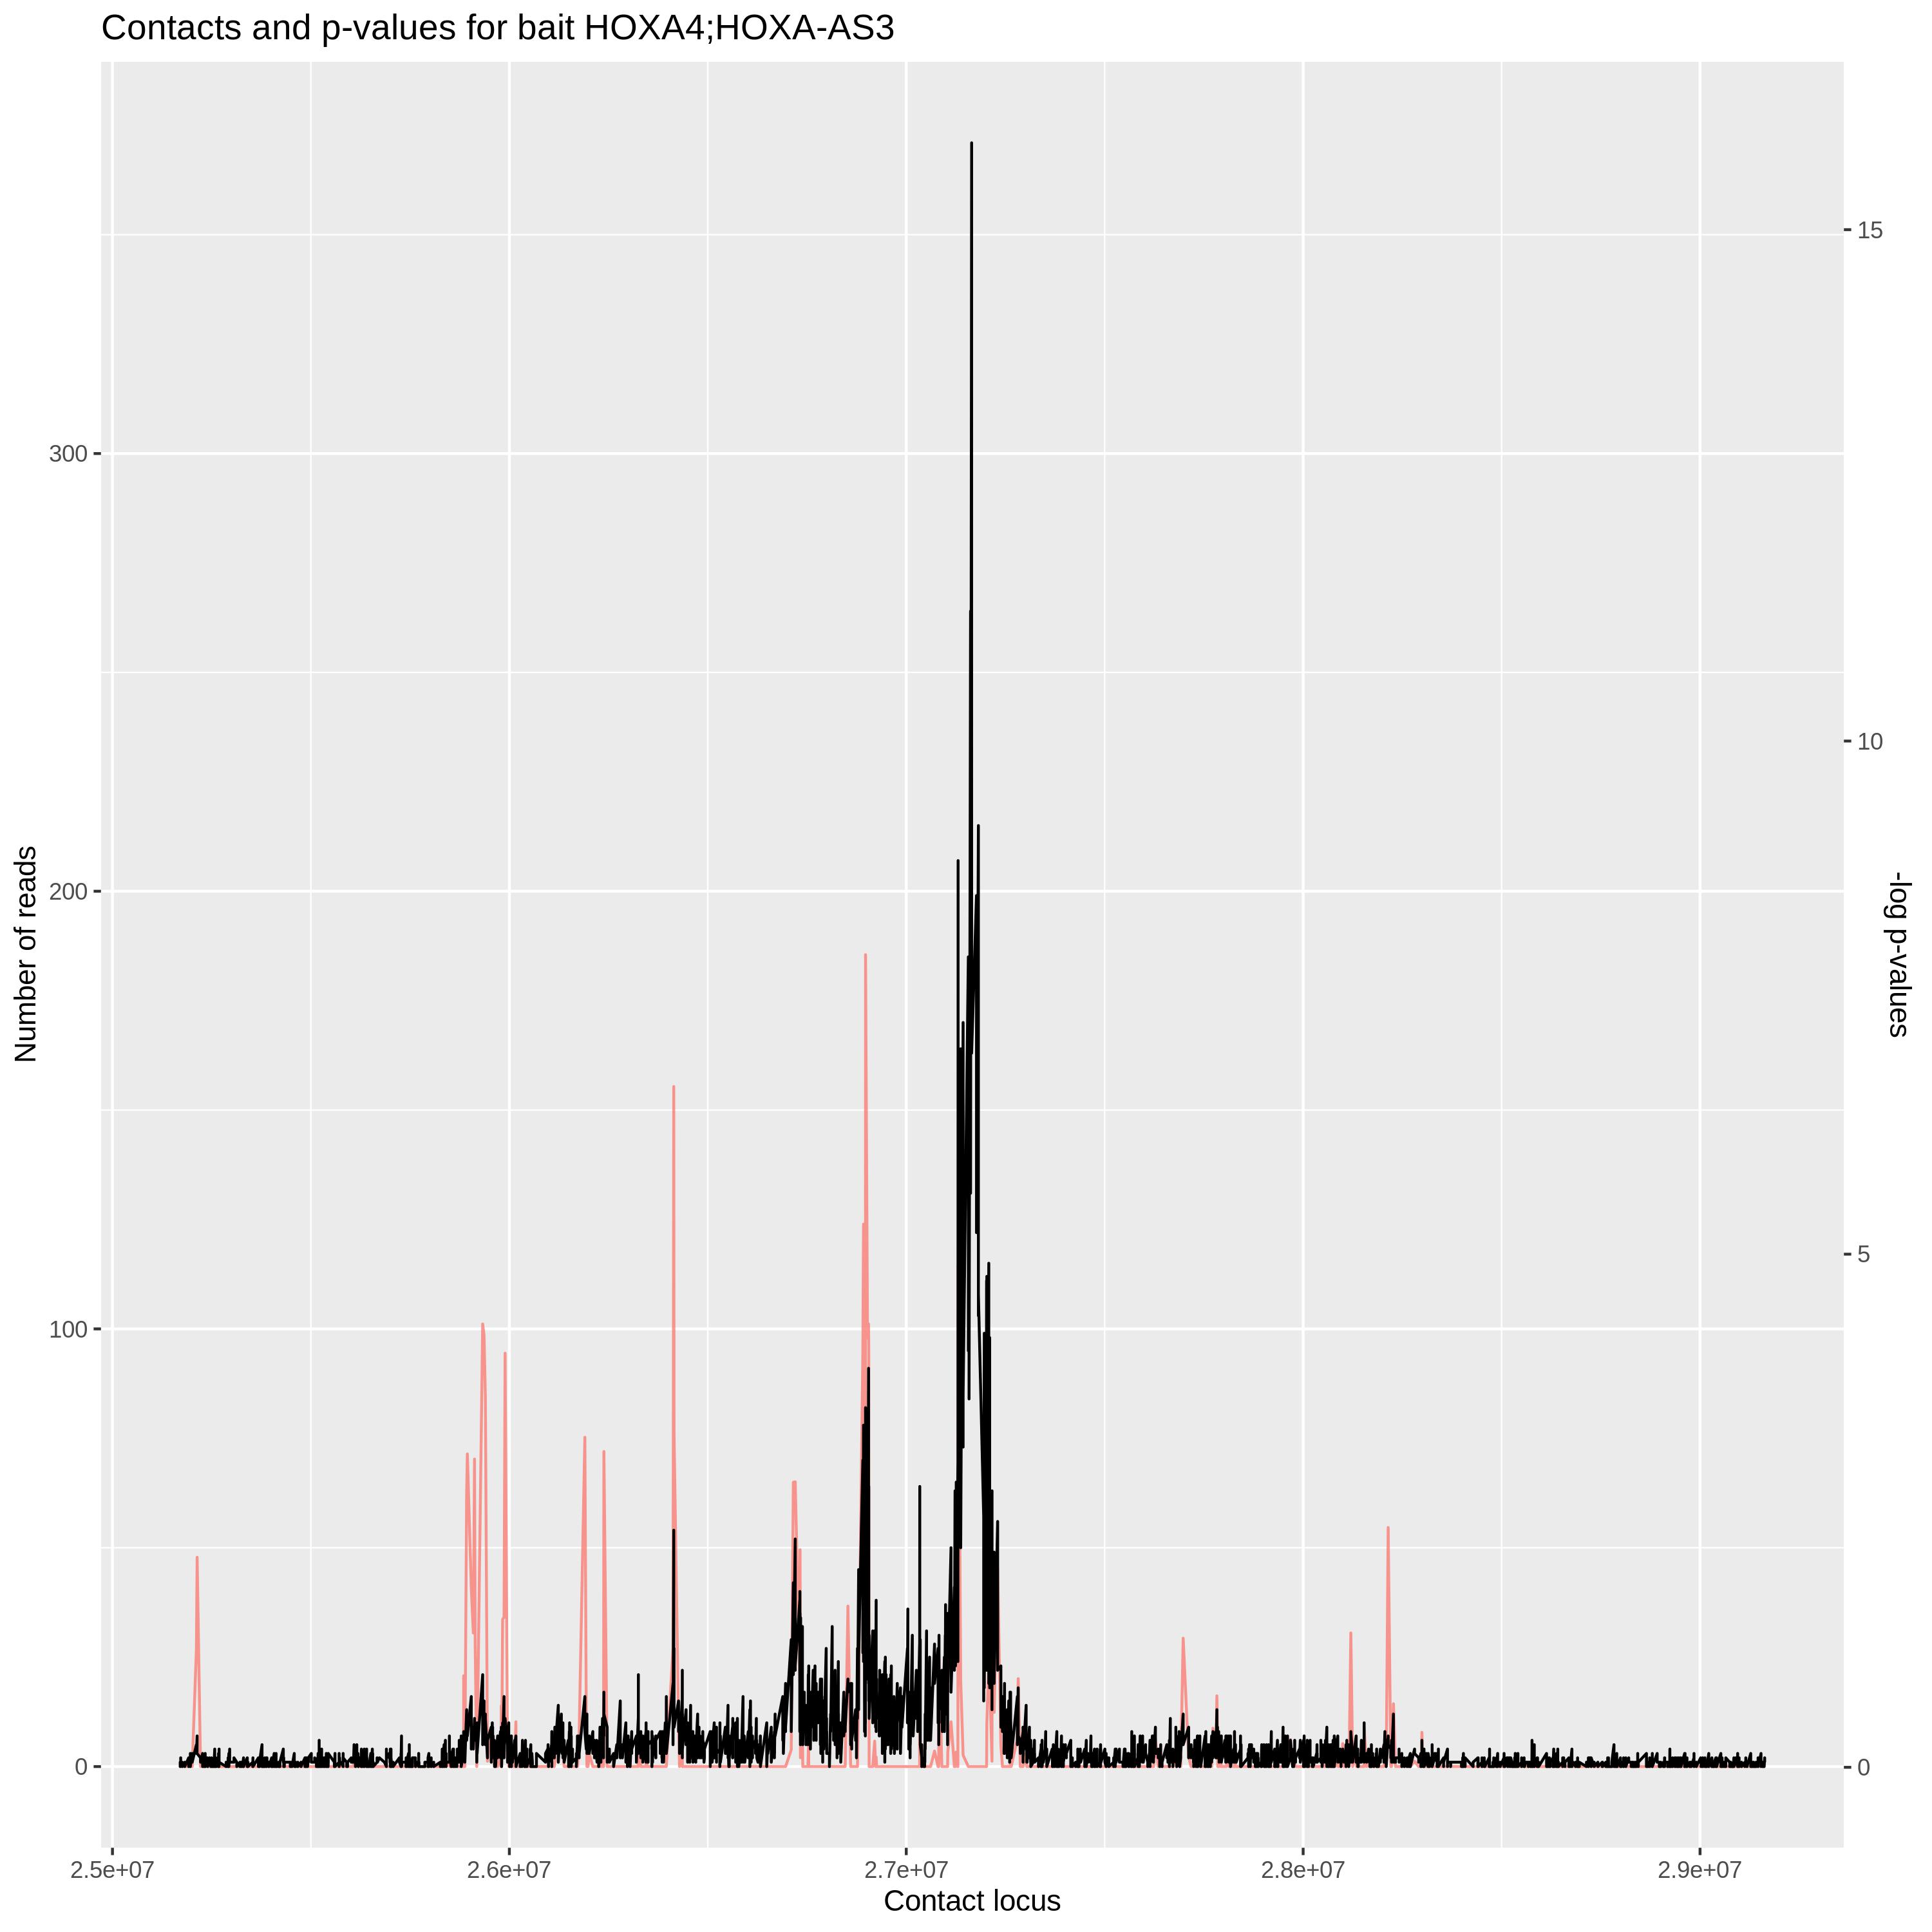 Contacts and p-values for bait HOXA4;HOXA-AS3
Number of reads
300
200
100
0
15
10
5
0
-log p-values
2.5e+07
2.6e+07
2.7e+07
2.8e+07
2.9e+07
Contact locus